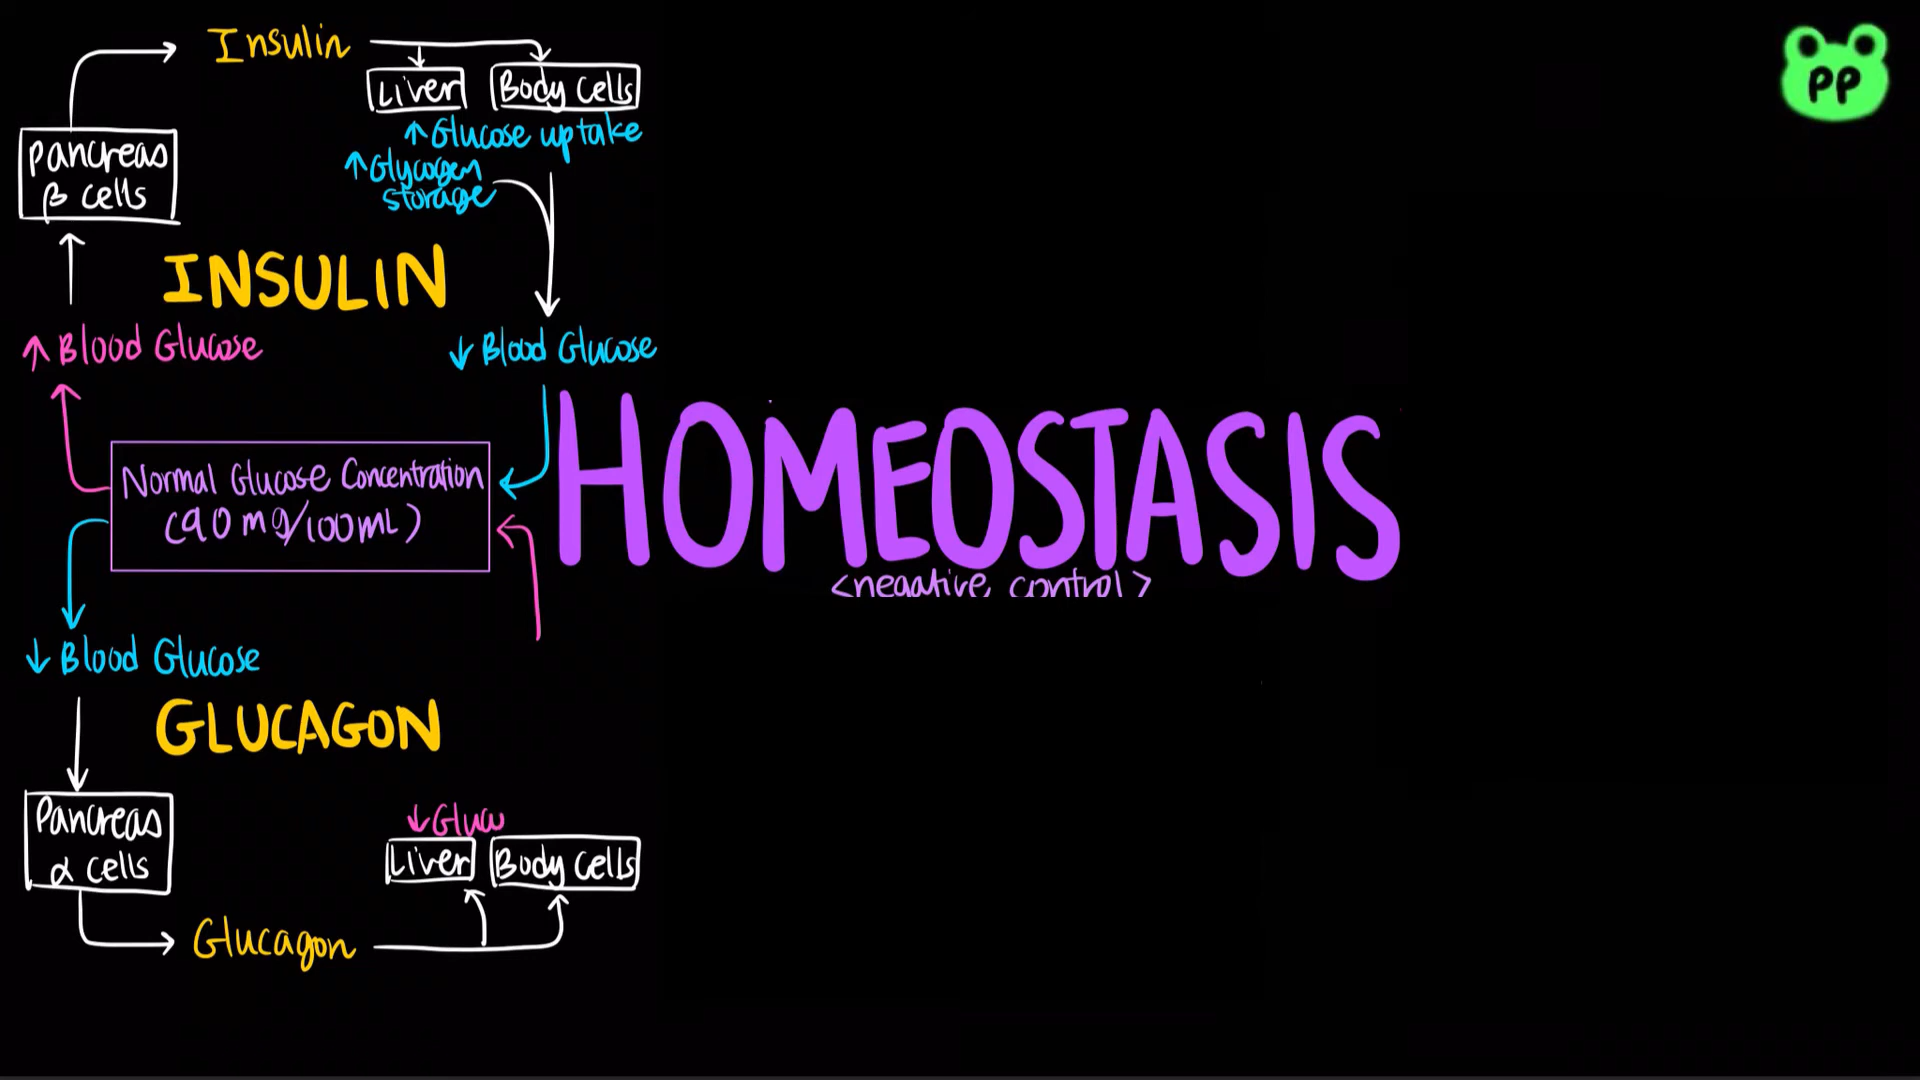 Insulin
Liver
Body Cells
↑Glucose uptake
↑Glycogen
storage
Pancreas
β cells
INSULIN
↑Blood Glucose
↓Blood Glucose
Normal Glucose Concentration
(90 mg/100mL)
HOMEOSTASIS
<negative control>
↓Blood Glucose
GLUCAGON
Pancreas
α cells
↓Gluco
Liver
Body Cells
Glucagon
PP